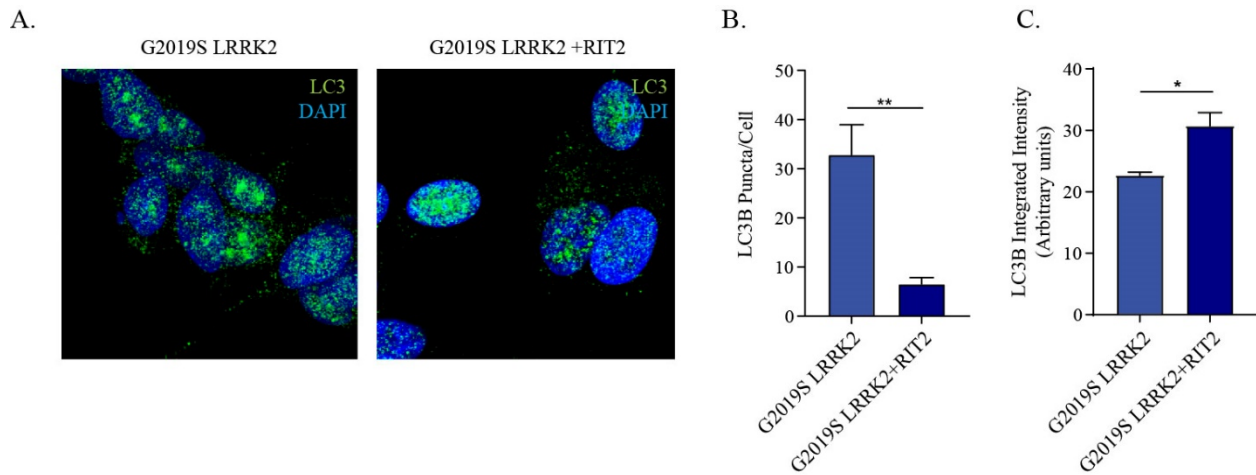 A.
G2019S LRRK2
LC3
DAPI
G2019S LRRK2 +RIT2
LC3
DAPI
B.
LC3B Puncta/Cell
50
40
30
20
10
0
**
G2019S LRRK2
G2019S LRRK2+RIT2
C.
LC3B Integrated Intensity
(Arbitrary units)
40
30
20
10
0
*
G2019S LRRK2
G2019S LRRK2+RIT2